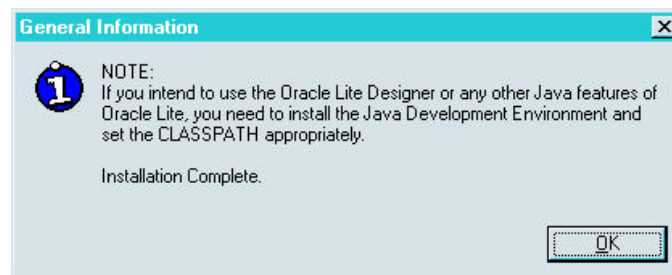 General Information
NOTE:
If you intend to use the Oracle Lite Designer or any other Java features of
Oracle Lite, you need to install the Java Development Environment and
set the CLASSPATH appropriately.
Installation Complete.
OK